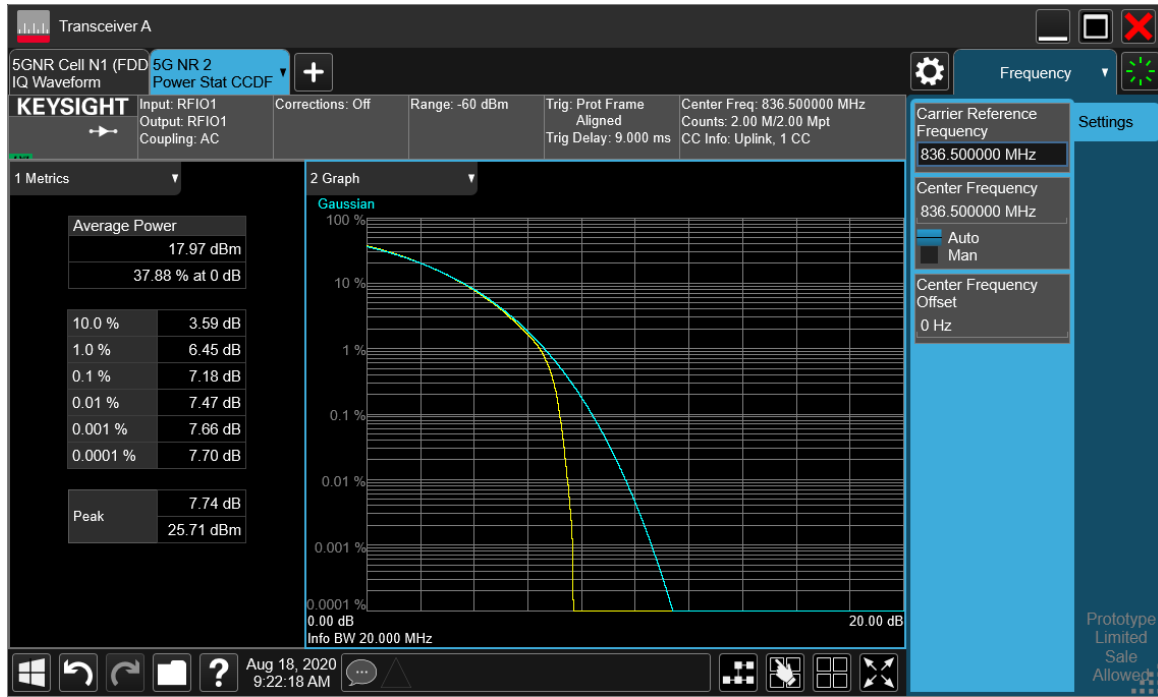 Transceiver A
5GNR Cell N1 (FDD
IQ Waveform
5G NR 2
Power Stat CCDF
Frequency
KEYSIGHT
Input: RFIO1
Output: RFIO1
Coupling: AC
Corrections: Off
Range: -60 dBm
Trig: Prot Frame
Aligned
Trig Delay: 9.000 ms
Center Freq: 836.500000 MHz
Counts: 2.00 M/2.00 Mpt
CC Info: Uplink, 1 CC
1 Metrics
Average Power
17.97 dBm
37.88 % at 0 dB
10.0 % 3.59 dB
1.0 % 6.45 dB
0.1 % 7.18 dB
0.01 % 7.47 dB
0.001 % 7.66 dB
0.0001 % 7.70 dB
Peak
7.74 dB
25.71 dBm
2 Graph
Gaussian
100 %
10 %
1 %
0.1 %
0.01 %
0.001 %
0.0001 %
0.00 dB 20.00 dB
Info BW 20.000 MHz
Carrier Reference
Frequency
836.500000 MHz
Center Frequency
836.500000 MHz
Auto
Man
Center Frequency
Offset
0 Hz
Settings
Prototype
Limited
Sale
Allowed
?
Aug 18, 2020
9:22:18 AM